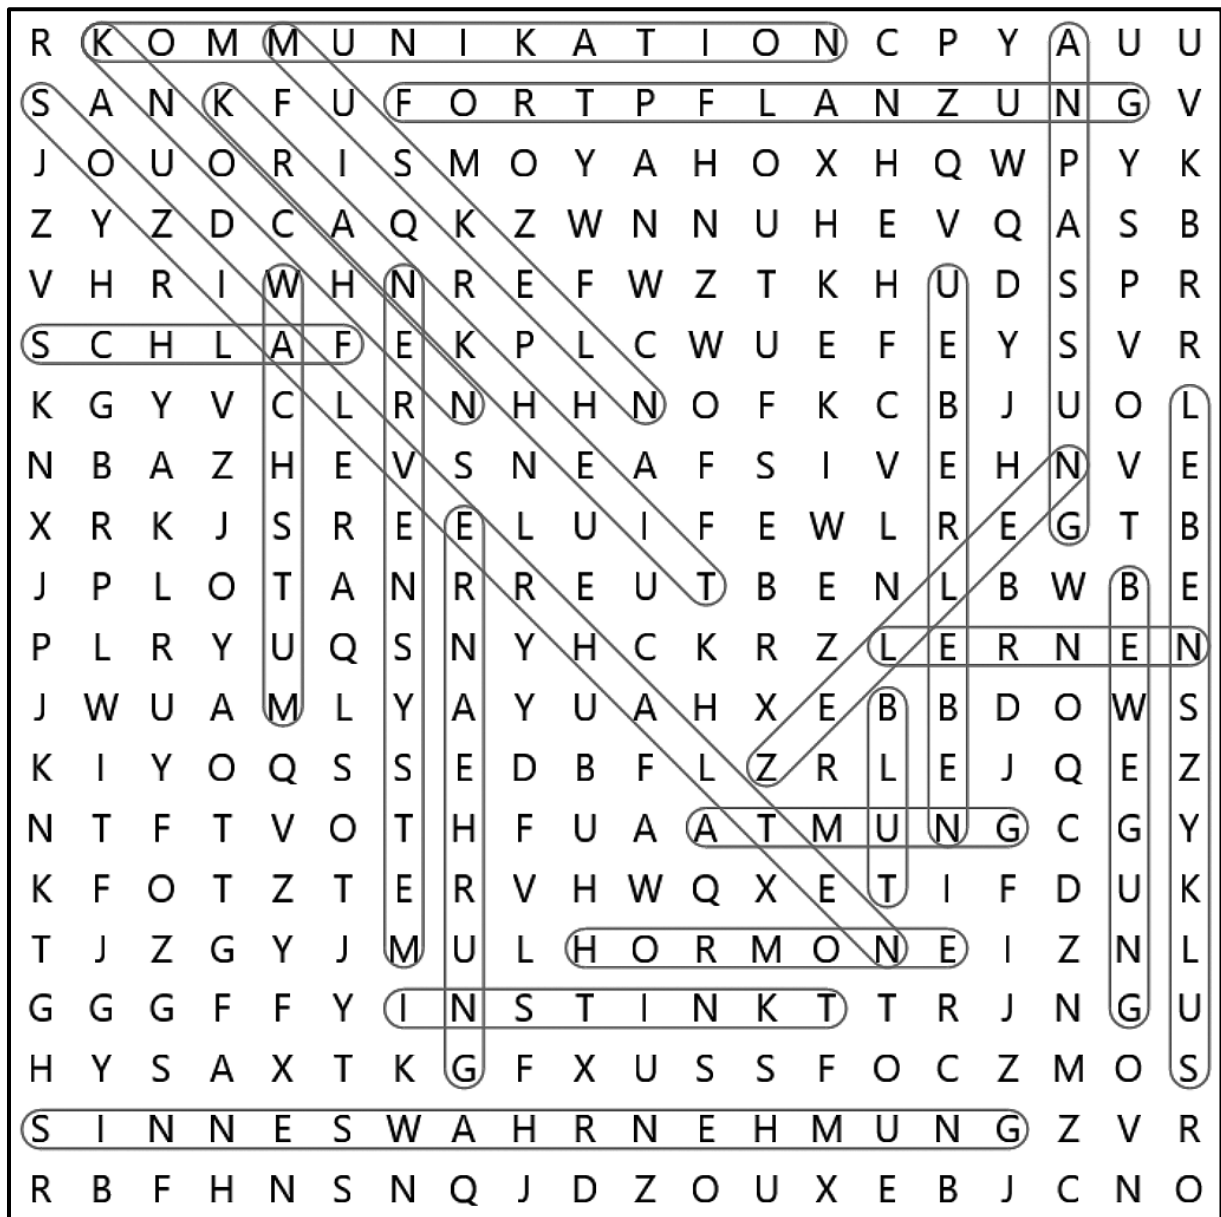 R K O M M U N I K A T I O N C P Y A U U
S A N K F U F O R T P F L A N Z U N G V
J O U O R I S M O Y A H O X H Q W P Y K
Z Y Z D C A Q K Z W N N U H E V Q A S B
V H R I W H N R E F W Z T K H U D S P R
S C H L A F E K P L C W U E F E Y S V R
K G Y V C L R N H H N O F K C B J U O L
N B A Z H E V S N E A F S I V E H N V E
X R K J S R E E L U I F E W L R E G T B
J P L O T A N R R E U T B E N L B W B E
P L R Y U Q S N Y H C K R Z L E R N E N
J W U A M L Y A Y U A H X E B B D O W S
K I Y O Q S S E D B F L Z R L E J Q E Z
N T F T V O T H F U A A T M U N G C G Y
K F O T Z T E R V H W Q X E T I F D U K
T J Z G Y J M U L H O R M O N E I Z N L
G G G F F Y I N S T I N K T T R J N G U
H Y S A X T K G F X U S S F O C Z M O S
S I N N E S W A H R N E H M U N G Z V R
R B F H N S N Q J D Z O U X E B J C N O